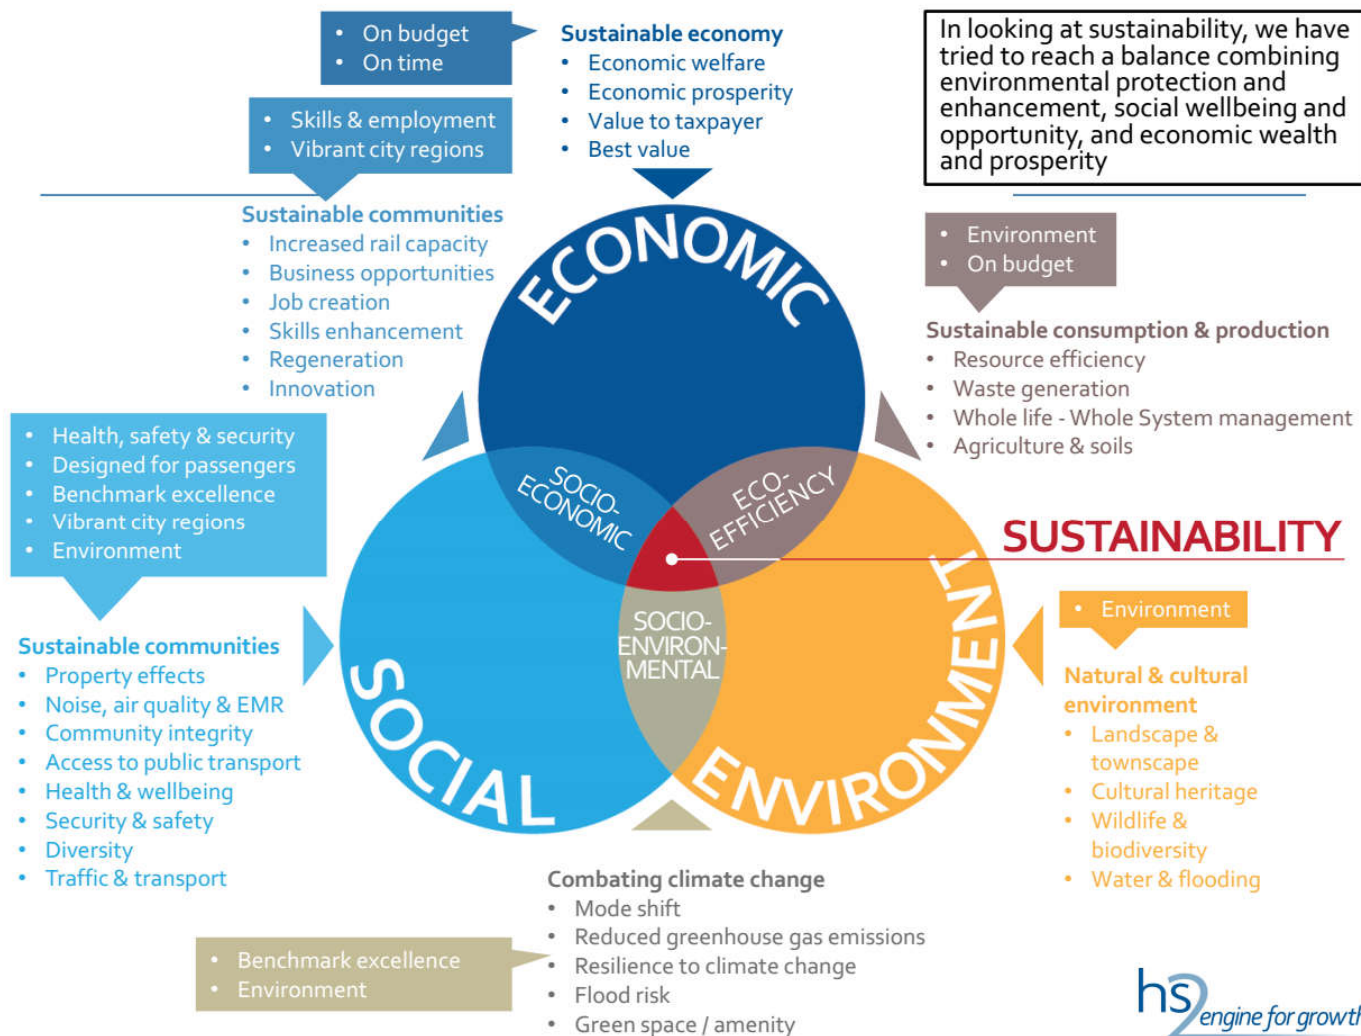 • On budget
• On time
Sustainable economy
• Economic welfare
• Economic prosperity
• Value to taxpayer
• Best value
In looking at sustainability, we have
tried to reach a balance combining
environmental protection and
enhancement, social wellbeing and
opportunity, and economic wealth
and prosperity
• Skills & employment
• Vibrant city regions
Sustainable communities
• Increased rail capacity
• Business opportunities
• Job creation
• Skills enhancement
• Regeneration
• Innovation
ECONOMIC
• Environment
• On budget
Sustainable consumption & production
• Resource efficiency
• Waste generation
• Whole life - Whole System management
• Agriculture & soils
• Health, safety & security
• Designed for passengers
• Benchmark excellence
• Vibrant city regions
• Environment
SOCIO-
ECONOMIC
ECO-
EFFICIENCY
SUSTAINABILITY
SOCIO-
ENVIRON-
MENTAL
SOCIAL
ENVIRONMENT
Sustainable communities
• Property effects
• Noise, air quality & EMR
• Community integrity
• Access to public transport
• Health & wellbeing
• Security & safety
• Diversity
• Traffic & transport
• Environment
Natural & cultural
environment
• Landscape &
townscape
• Cultural heritage
• Wildlife &
biodiversity
• Water & flooding
Combating climate change
• Mode shift
• Reduced greenhouse gas emissions
• Resilience to climate change
• Flood risk
• Green space / amenity
• Benchmark excellence
• Environment
hs2
engine for growth